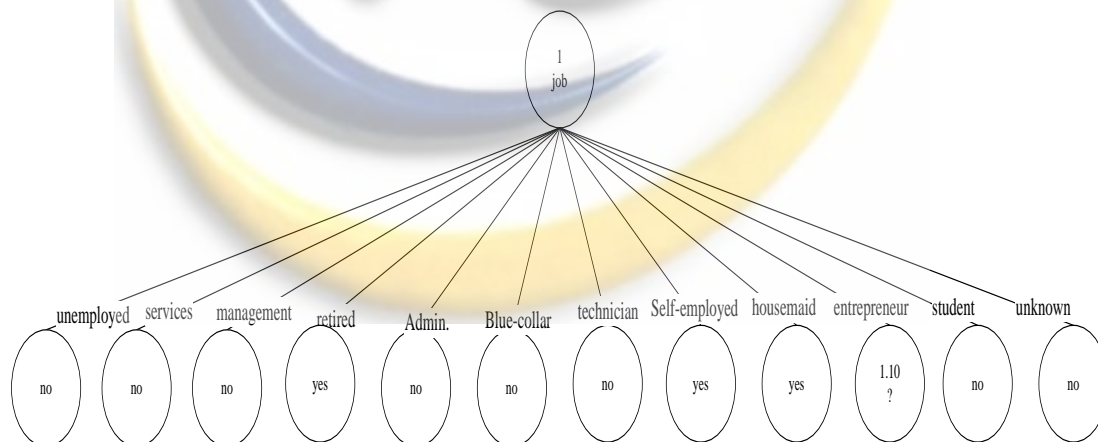 1
job
unemployed services management retired Admin. Blue-collar technician Self-employed housemaid entrepreneur student unknown
no no no yes no no no yes yes 1.10 no no
?